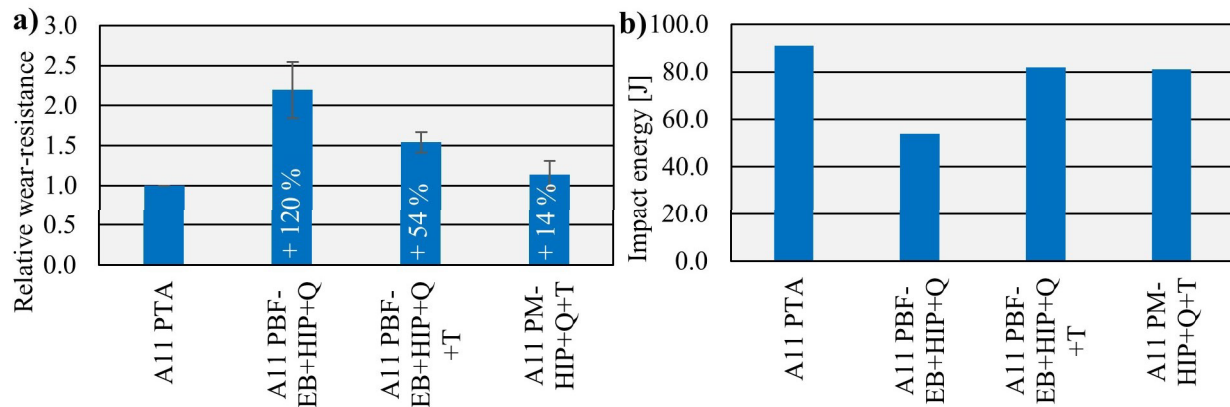 a)
Relative wear-resistance
3.0
2.5
2.0
1.5
1.0
0.5
0.0
+ 120 %
+ 54 %
+ 14 %
A11 PTA
A11 PBF-
EB+HIP+Q
A11 PBF-
EB+HIP+Q
+T
A11 PM-
HIP+Q+T
b)
Impact energy [J]
100.0
80.0
60.0
40.0
20.0
0.0
A11 PTA
A11 PBF-
EB+HIP+Q
A11 PBF-
EB+HIP+Q
+T
A11 PM-
HIP+Q+T